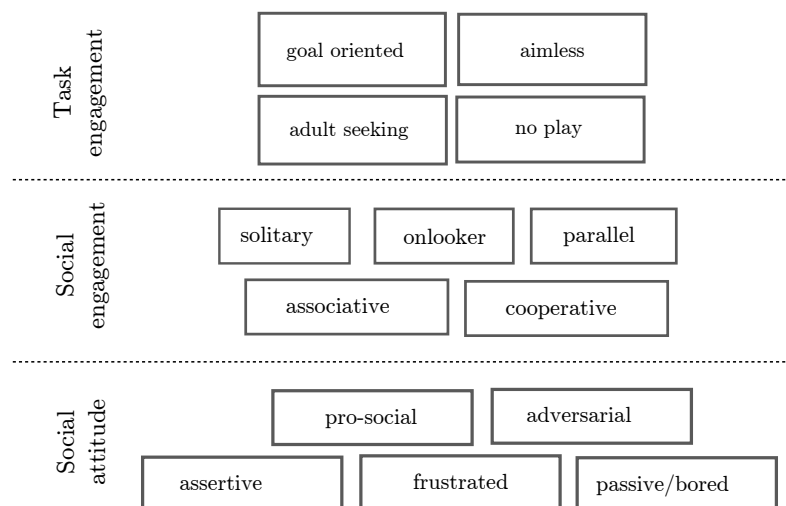 Task
engagement
goal oriented
aimless
adult seeking
no play
Social
engagement
solitary
onlooker
parallel
associative
cooperative
Social
attitude
pro-social
adversarial
assertive
frustrated
passive/bored